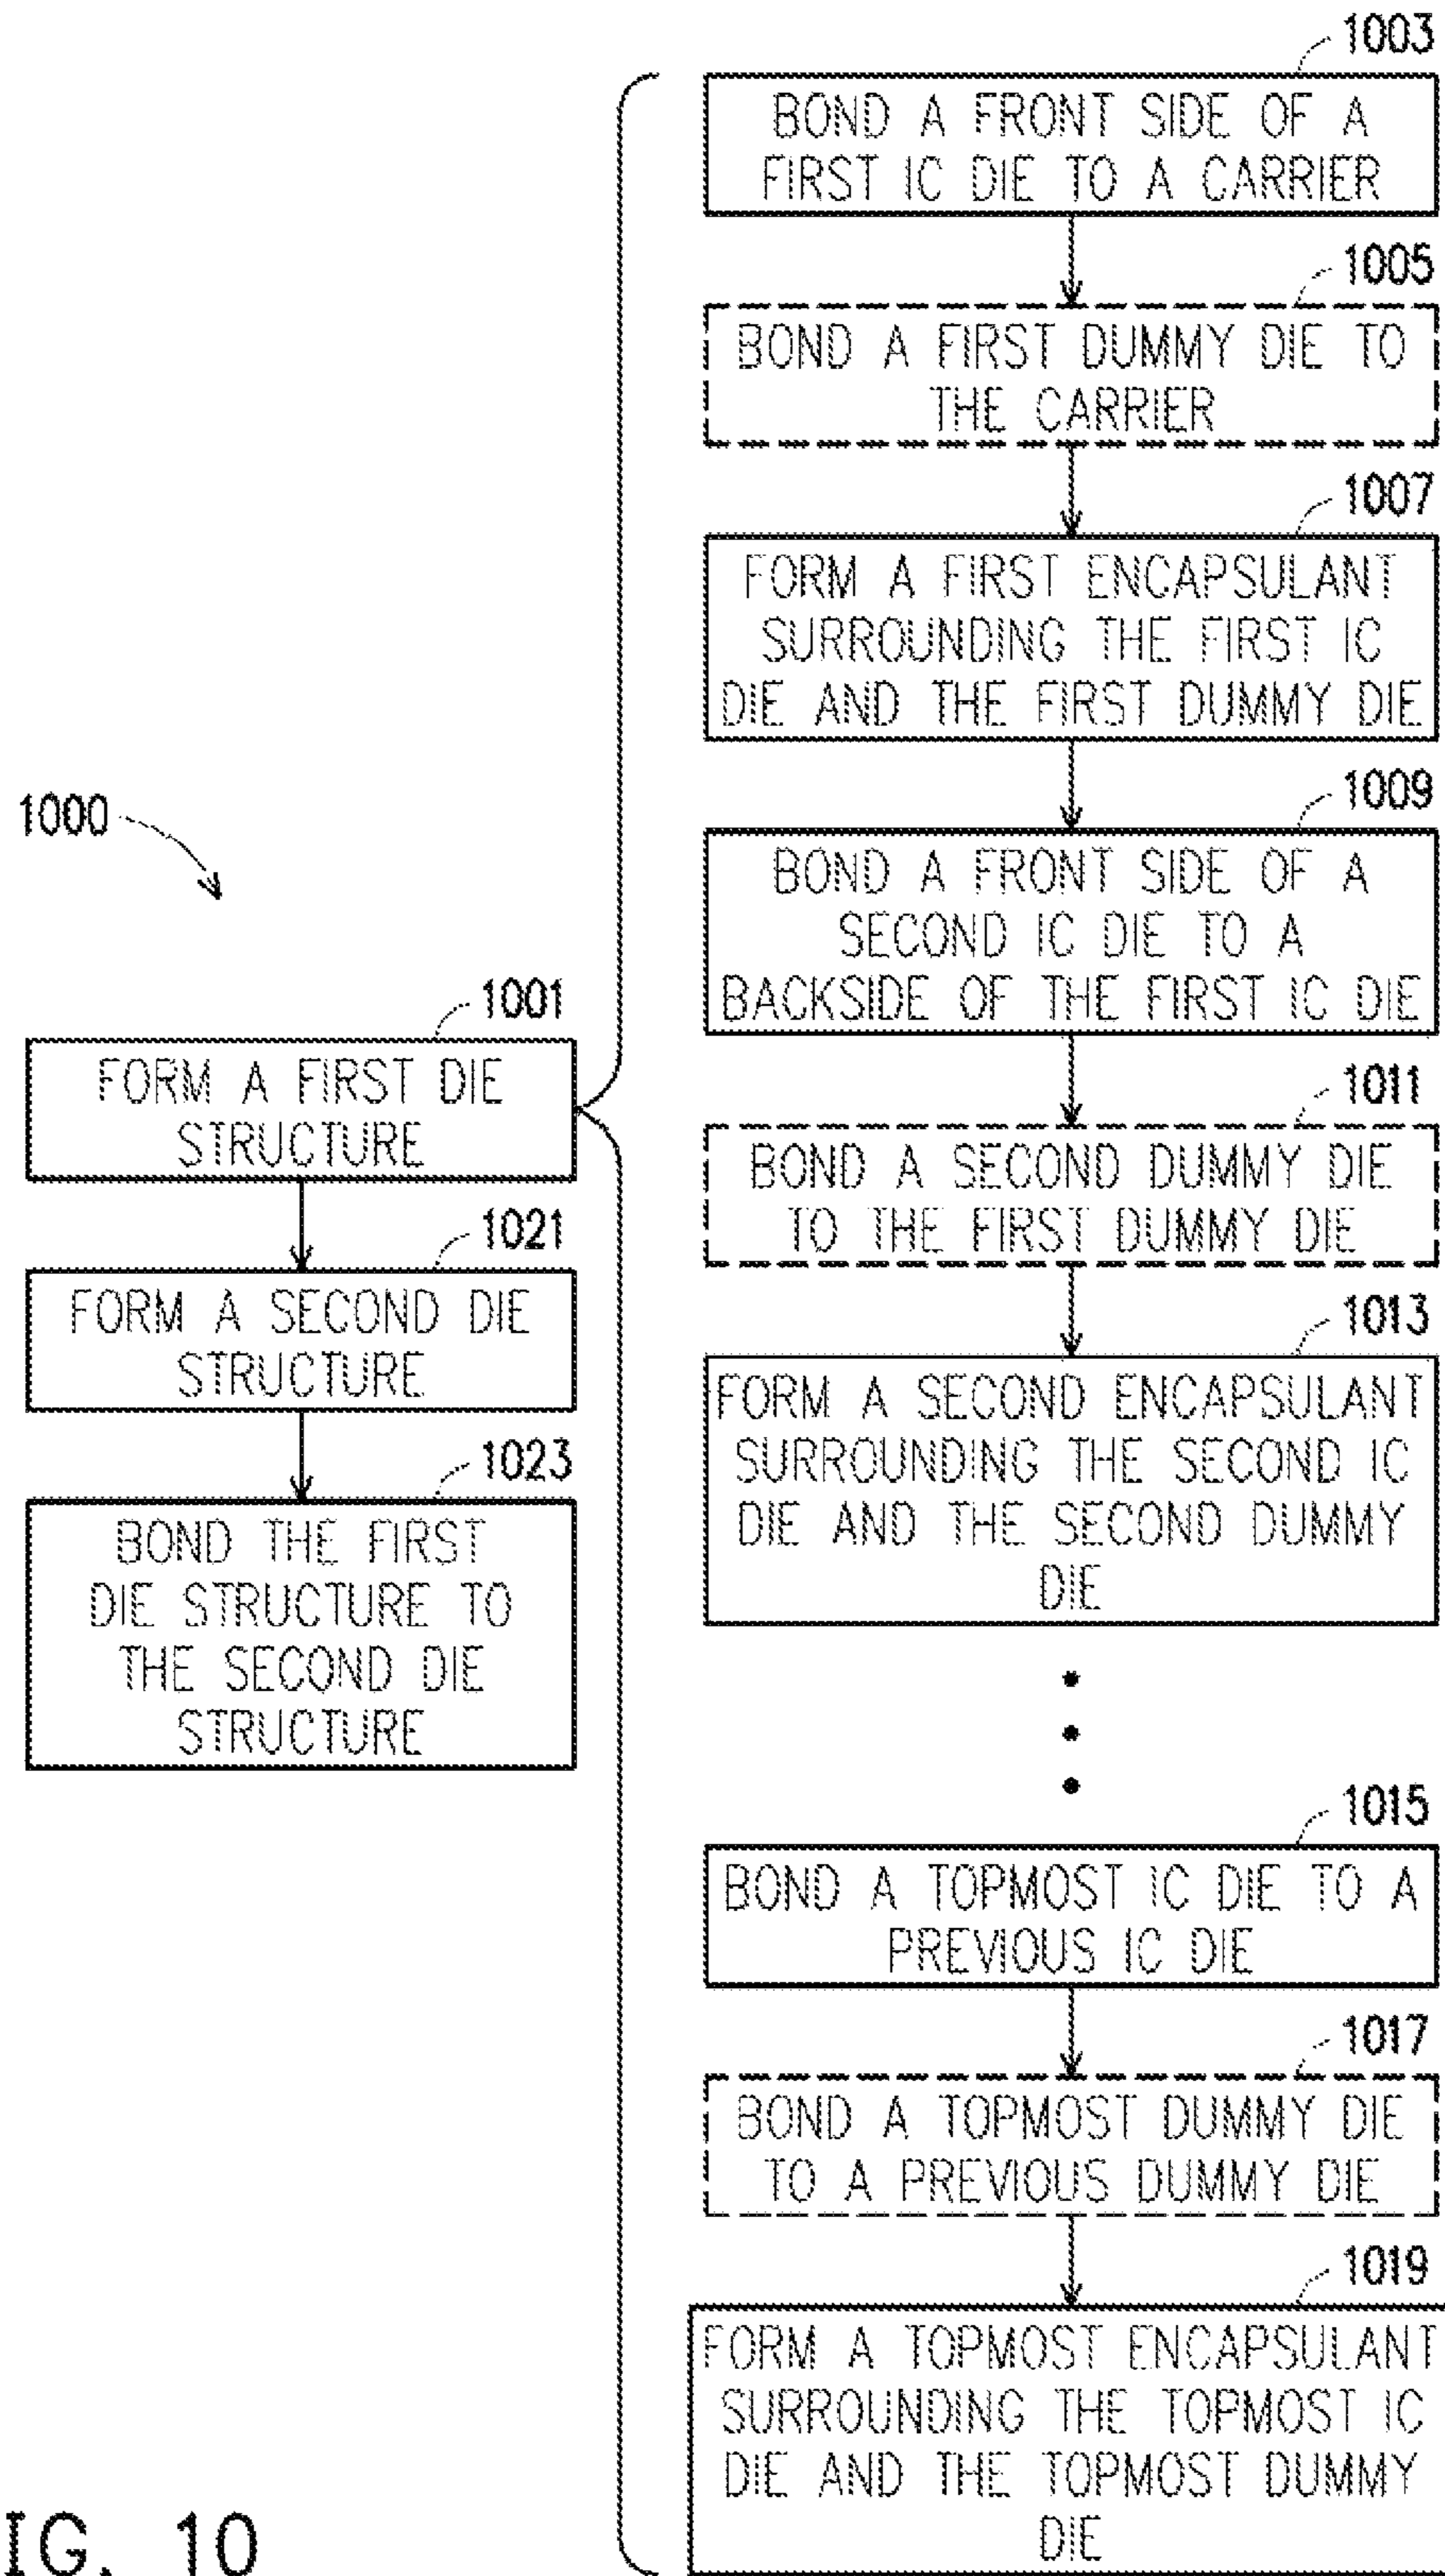 1000
1001
FORM A FIRST DIE
STRUCTURE
1021
FORM A SECOND DIE
STRUCTURE
1023
BOND THE FIRST
DIE STRUCTURE TO
THE SECOND DIE
STRUCTURE
1003
BOND A FRONT SIDE OF A
FIRST IC DIE TO A CARRIER
1005
BOND A FIRST DUMMY DIE TO
THE CARRIER
1007
FORM A FIRST ENCAPSULANT
SURROUNDING THE FIRST IC
DIE AND THE FIRST DUMMY DIE
1009
BOND A FRONT SIDE OF A
SECOND IC DIE TO A
BACKSIDE OF THE FIRST IC DIE
1011
BOND A SECOND DUMMY DIE
TO THE FIRST DUMMY DIE
1013
FORM A SECOND ENCAPSULANT
SURROUNDING THE SECOND IC
DIE AND THE SECOND DUMMY
DIE
1015
BOND A TOPMOST IC DIE TO A
PREVIOUS IC DIE
1017
BOND A TOPMOST DUMMY DIE
TO A PREVIOUS DUMMY DIE
1019
FORM A TOPMOST ENCAPSULANT
SURROUNDING THE TOPMOST IC
DIE AND THE TOPMOST DUMMY
DIE
IG. 10